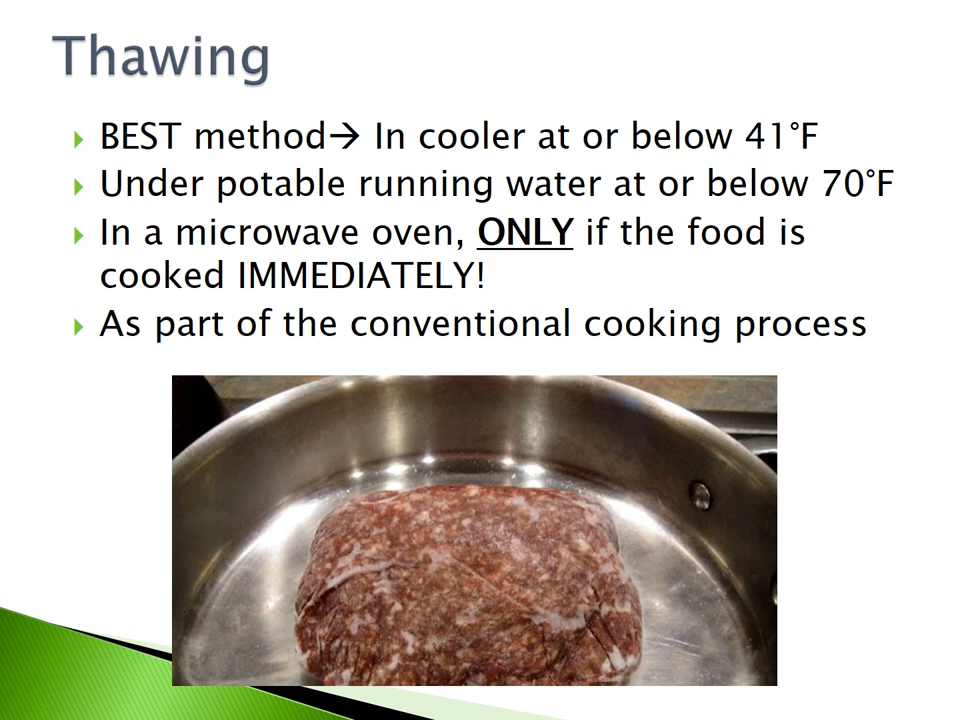 Thawing
BEST method→ In cooler at or below 41°F
Under potable running water at or below 70°F
In a microwave oven, ONLY if the food is
cooked IMMEDIATELY!
As part of the conventional cooking process